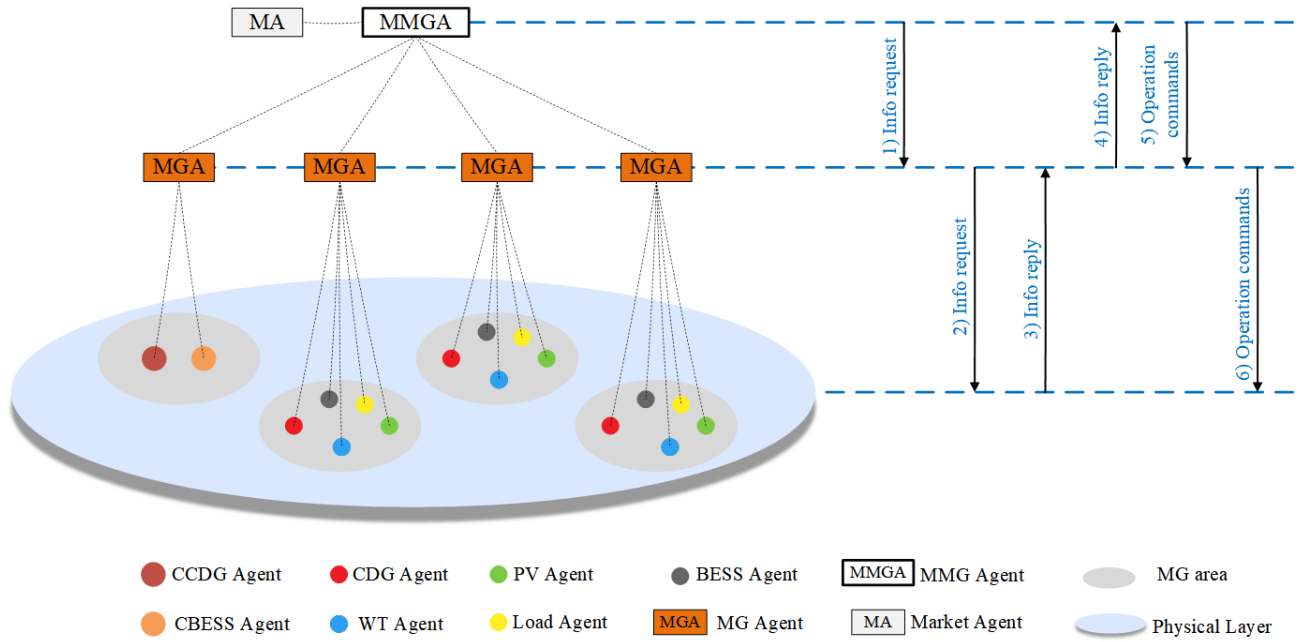 MA
MMGA
MGA
MGA
MGA
MGA
1) Info request
2) Info request
3) Info reply
4) Info reply
5) Operation
commands
6) Operation commands
CCDG Agent
CDG Agent
PV Agent
BESS Agent
MMGA
MMG Agent
MG area
CBESS Agent
WT Agent
Load Agent
MGA
MG Agent
MA
Market Agent
Physical Layer